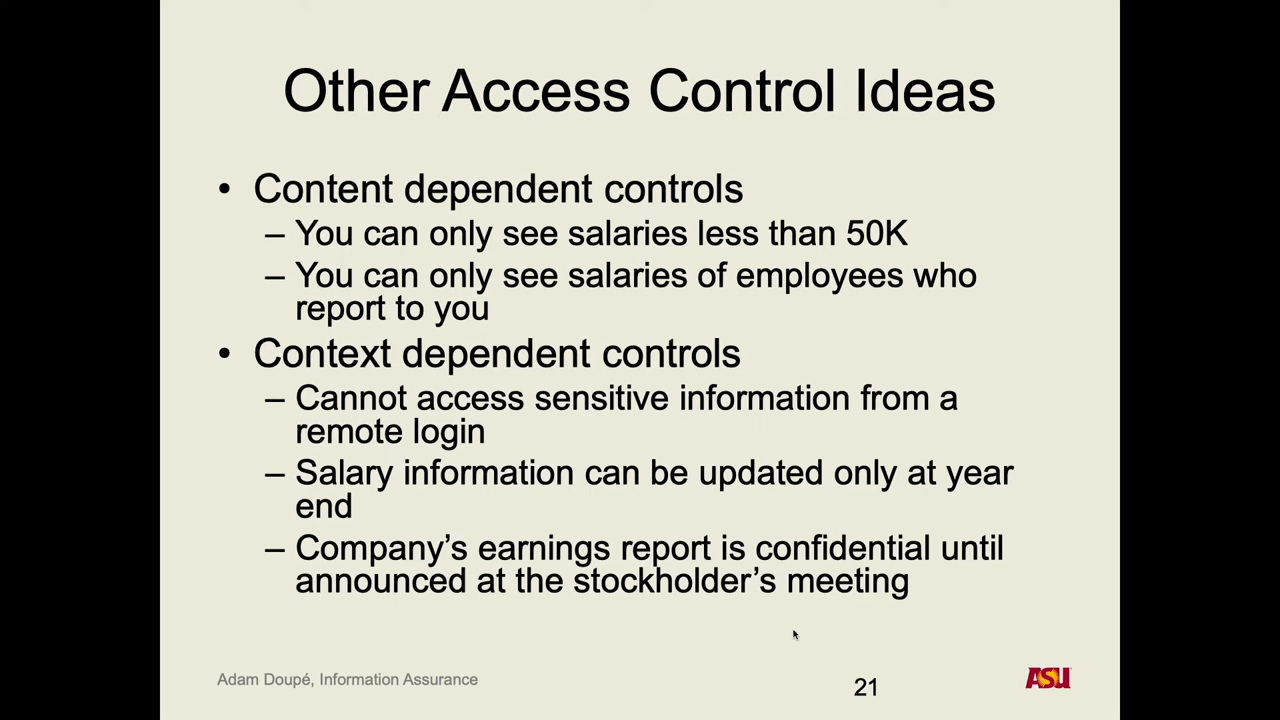 Other Access Control Ideas
• Content dependent controls
– You can only see salaries less than 50K
– You can only see salaries of employees who
report to you
• Context dependent controls
– Cannot access sensitive information from a
remote login
– Salary information can be updated only at year
end
– Company’s earnings report is confidential until
announced at the stockholder’s meeting
Adam Doupé, Information Assurance
21
ASU